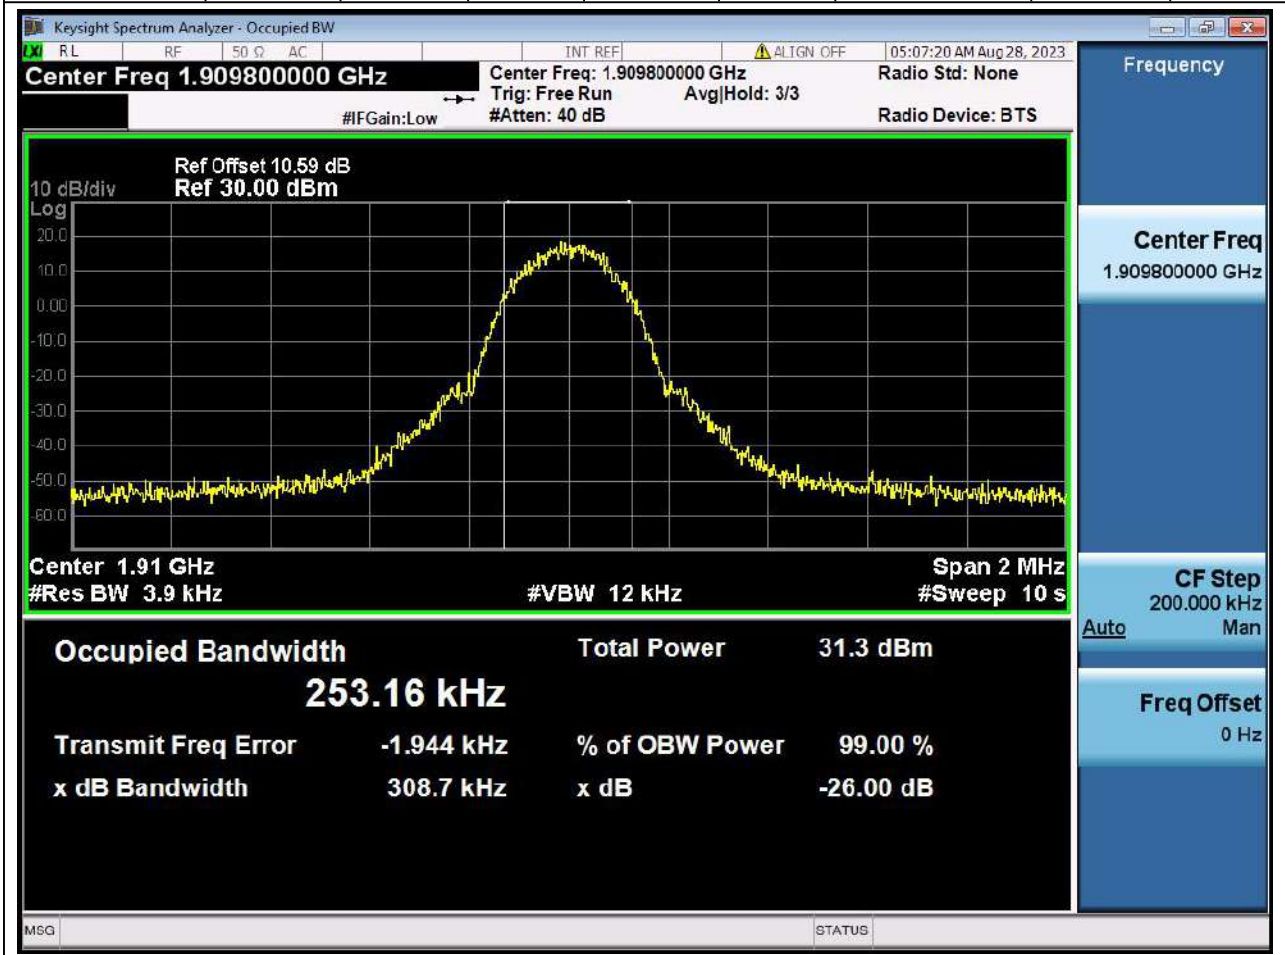 Keysight Spectrum Analyzer - Occupied BW
LXI RL RF 50 Ω AC INT REF ALIGN OFF 05:07:20 AM Aug 28, 2023
Center Freq 1.909800000 GHz
Center Freq: 1.909800000 GHz
Radio Std: None
Trig: Free Run Avg|Hold: 3/3
#IFGain:Low #Atten: 40 dB Radio Device: BTS
Ref Offset 10.59 dB
10 dB/div Ref 30.00 dBm
Log
20.0
10.0
0.00
-10.0
-20.0
-30.0
-40.0
-50.0
-60.0
Center 1.91 GHz Span 2 MHz
#Res BW 3.9 kHz #VBW 12 kHz #Sweep 10 s
Occupied Bandwidth Total Power 31.3 dBm
253.16 kHz
Transmit Freq Error -1.944 kHz % of OBW Power 99.00 %
x dB Bandwidth 308.7 kHz x dB -26.00 dB
MSG STATUS
Frequency
Center Freq
1.909800000 GHz
CF Step
200.000 kHz
Auto Man
Freq Offset
0 Hz